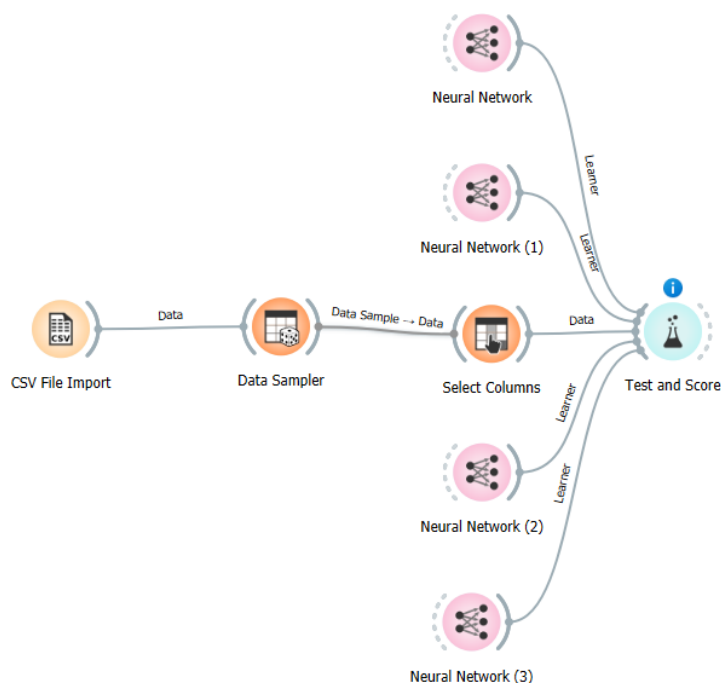 Neural Network
Learner
Neural Network (1)
Learner
CSV
CSV File Import
Data
Data Sampler
Data Sample → Data
Select Columns
Data
i
Test and Score
Learner
Neural Network (2)
Learner
Neural Network (3)